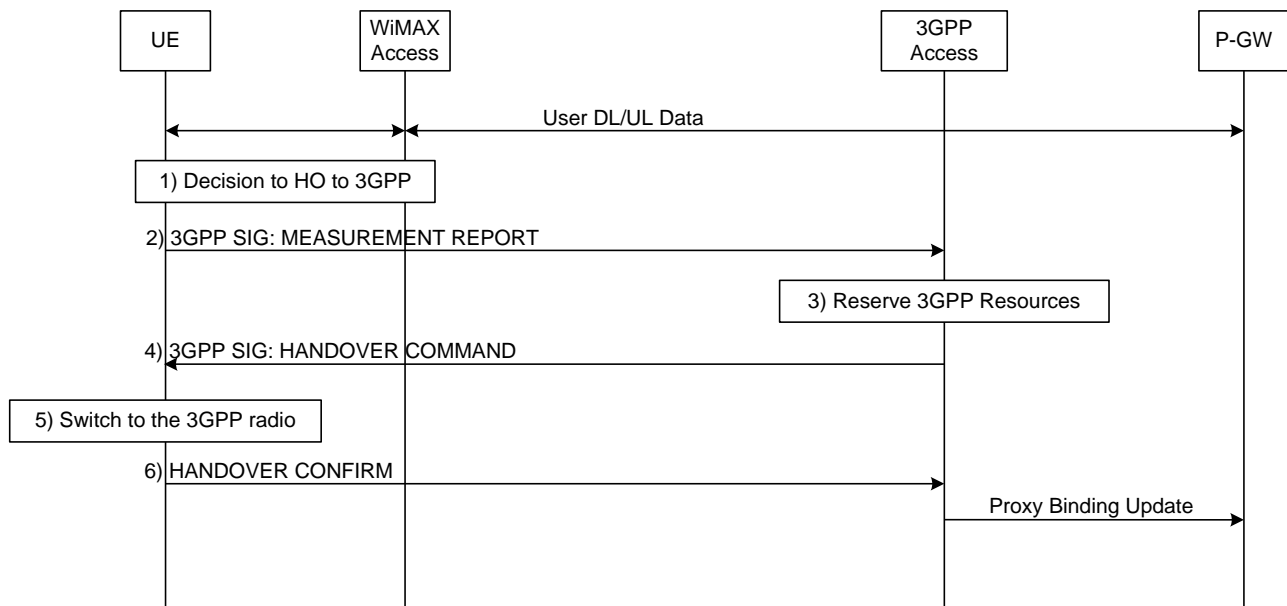 UE
WiMAX
Access
3GPP
Access
P-GW
User DL/UL Data
1) Decision to HO to 3GPP
2) 3GPP SIG: MEASUREMENT REPORT
3) Reserve 3GPP Resources
4) 3GPP SIG: HANDOVER COMMAND
5) Switch to the 3GPP radio
6) HANDOVER CONFIRM
Proxy Binding Update